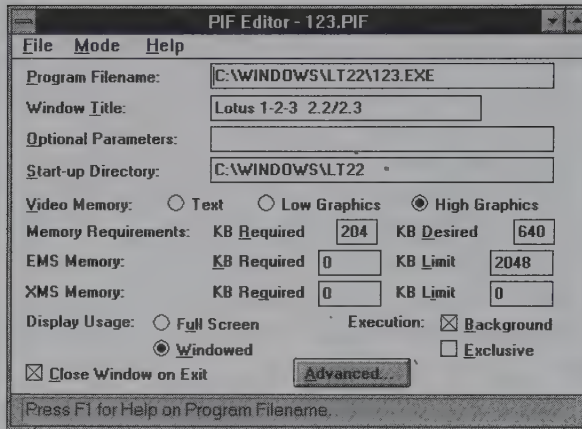 PIF Editor - 123.PIF
File Mode Help
Program Filename: C:\WINDOWS\LT22\123.EXE
Window Title: Lotus 1-2-3 2.2/2.3
Optional Parameters:
Start-up Directory: C:\WINDOWS\LT22
Video Memory: Text Low Graphics High Graphics
Memory Requirements: KB Required 204 KB Desired 640
EMS Memory: KB Required 0 KB Limit 2048
XMS Memory: KB Required 0 KB Limit 0
Display Usage: Full Screen Execution: Background
Windowed Exclusive
Close Window on Exit Advanced...
Press F1 for Help on Program Filename.